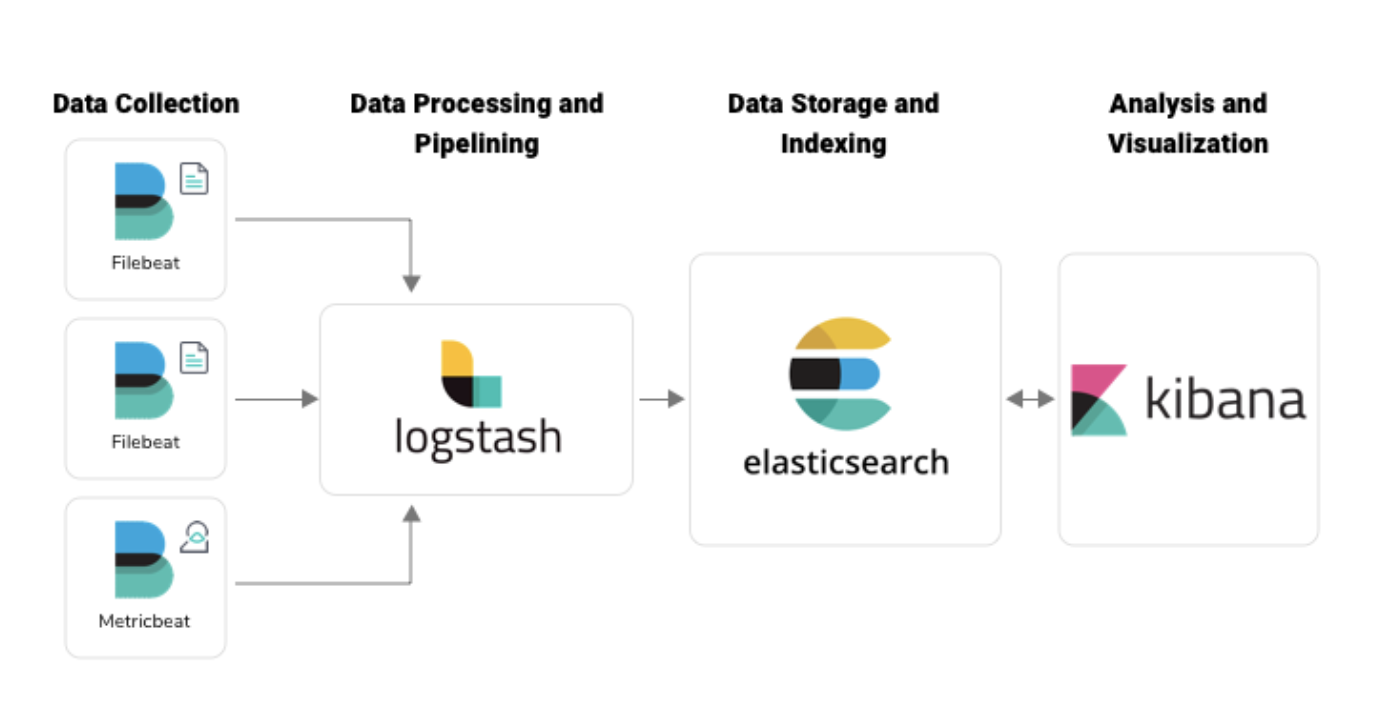 Data Collection
Data Processing and
Pipelining
Data Storage and
Indexing
Analysis and
Visualization
Filebeat
Filebeat
Metricbeat
logstash
elasticsearch
kibana